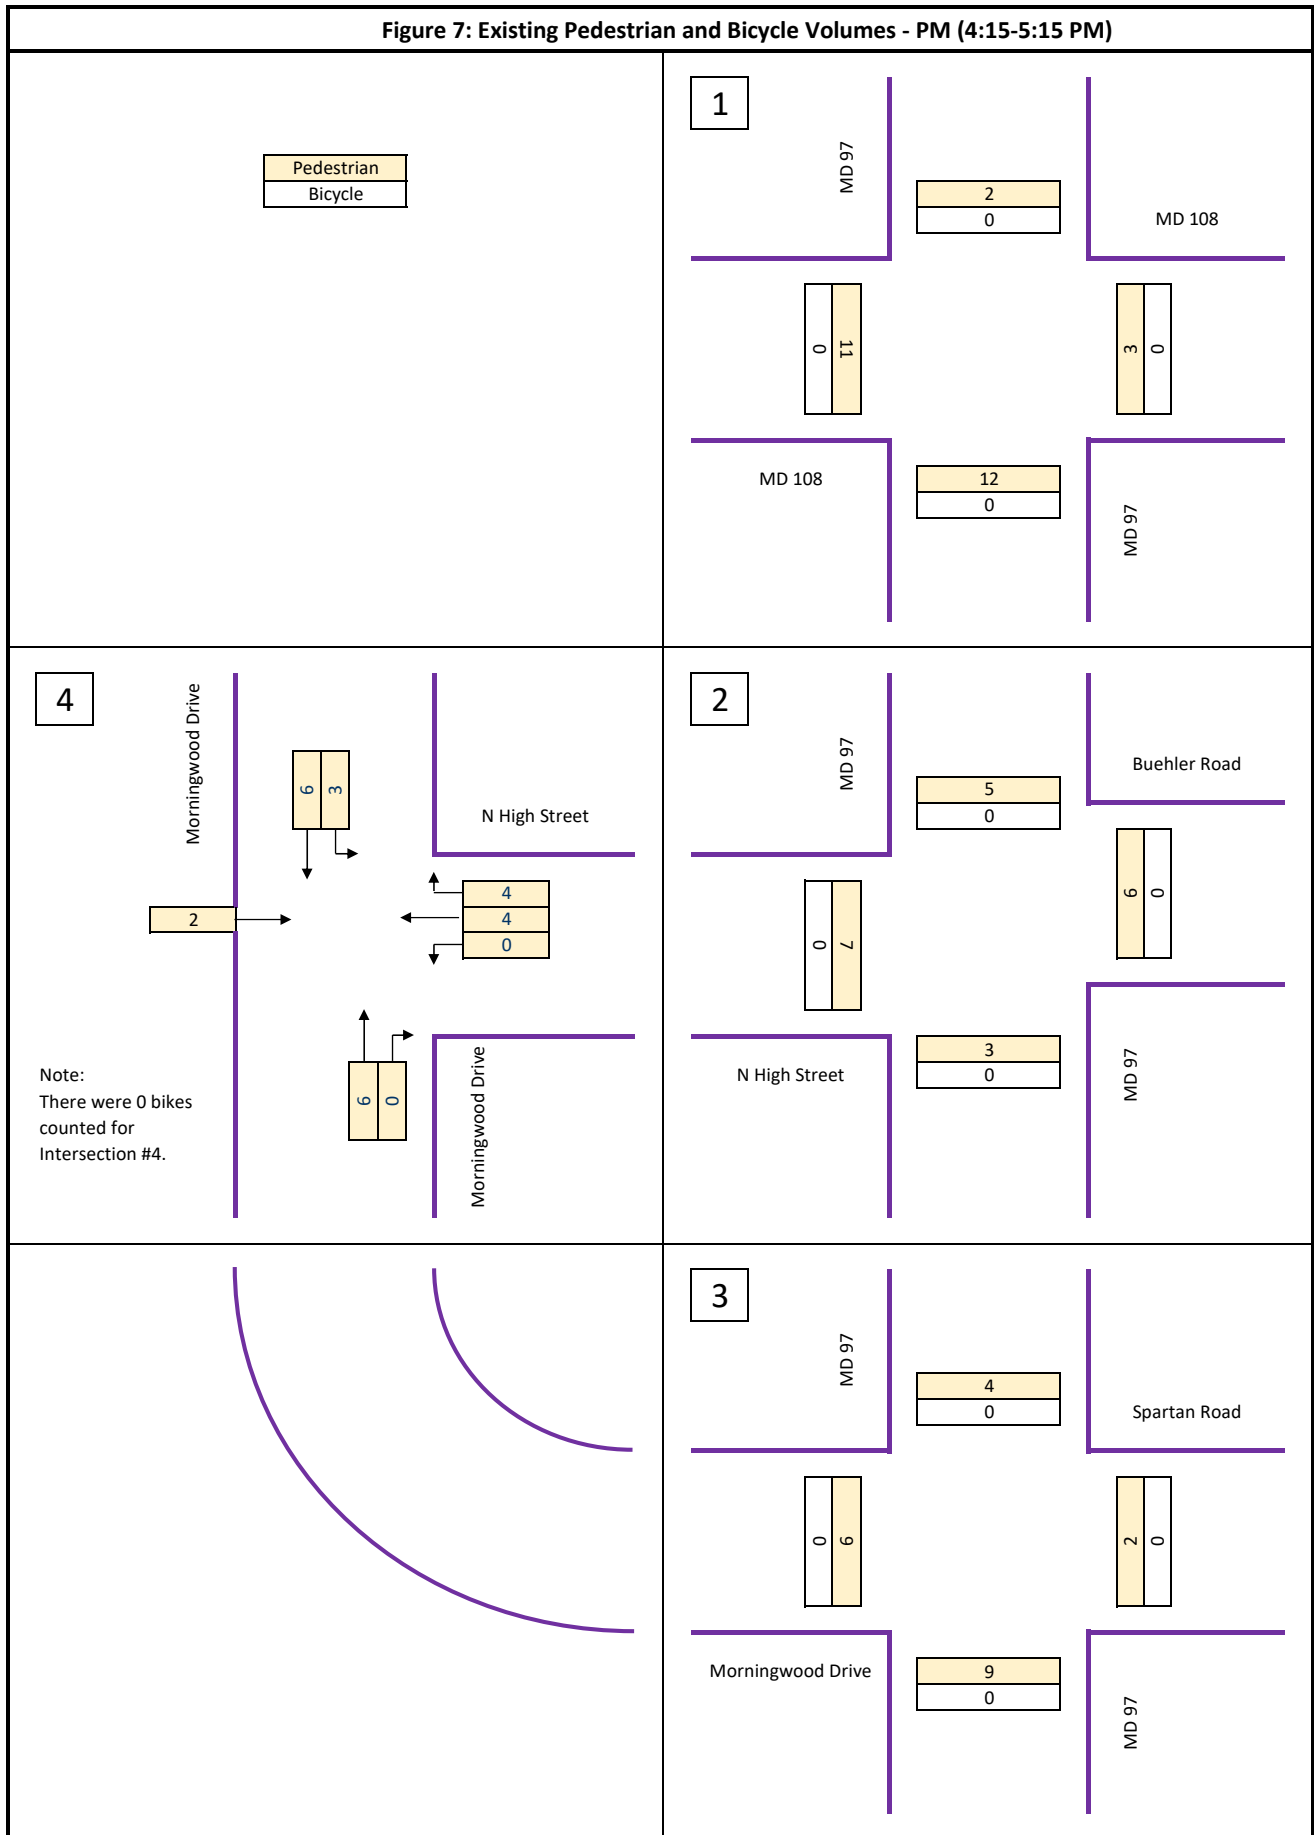 Figure 7: Existing Pedestrian and Bicycle Volumes - PM (4:15-5:15 PM)
Pedestrian
Bicycle
1
MD 97
2
0
MD 108
0
11
3
0
MD 108
12
0
MD 97
4
Morningwood Drive
6
3
N High Street
2
4
4
0
6
0
Morningwood Drive
Note:
There were 0 bikes
counted for
Intersection #4.
2
MD 97
5
0
Buehler Road
0
7
6
0
N High Street
3
0
MD 97
3
MD 97
4
0
Spartan Road
0
9
2
0
Morningwood Drive
9
0
MD 97